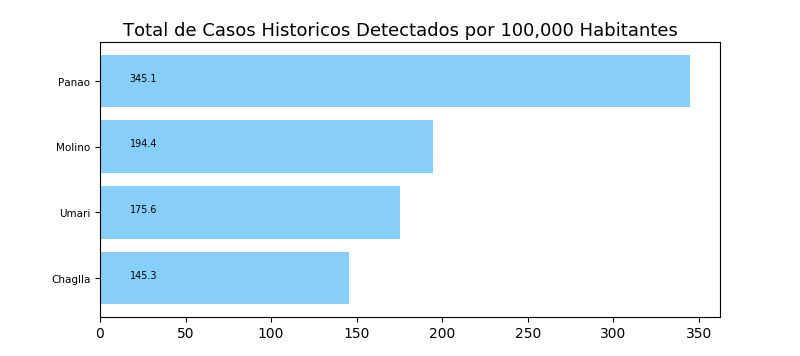 Total de Casos Historicos Detectados por 100,000 Habitantes
Panao
345.1
Molino
194.4
Umari
175.6
Chaglla
145.3
0 50 100 150 200 250 300 350